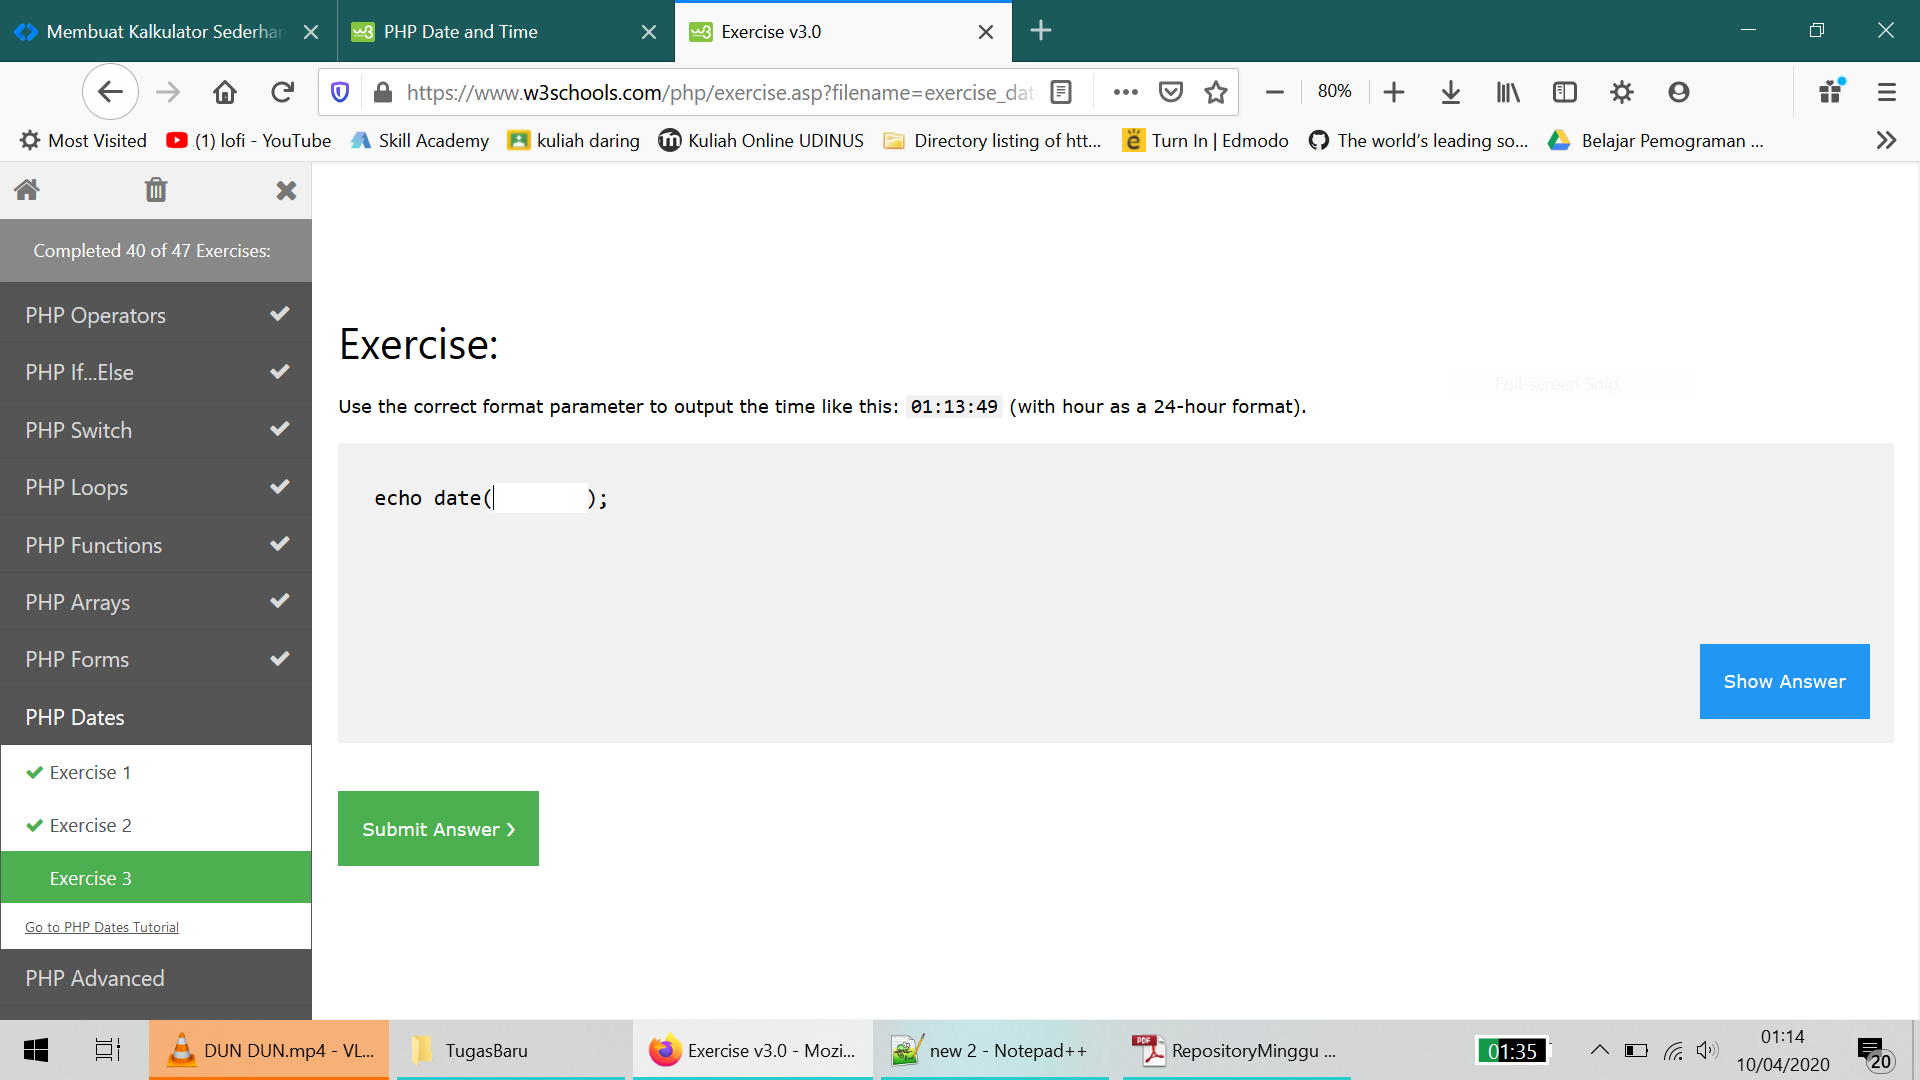 Membuat Kalkulator Sederha
PHP Date and Time
Exercise v3.0
https://www.w3schools.com/php/exercise.asp?filename=exercise_dat
80%
Most Visited
(1) lofi - YouTube
Skill Academy
kuliah daring
Kuliah Online UDINUS
Directory listing of htt...
Turn In | Edmodo
The world's leading so...
Belajar Pemograman ...
Completed 40 of 47 Exercises:
PHP Operators
PHP If...Else
PHP Switch
PHP Loops
PHP Functions
PHP Arrays
PHP Forms
PHP Dates
Exercise 1
Exercise 2
Exercise 3
Go to PHP Dates Tutorial
PHP Advanced
Exercise:
Full-screen Snip
Use the correct format parameter to output the time like this: 01:13:49 (with hour as a 24-hour format).
echo date( );
Show Answer
Submit Answer ❯
DUN DUN.mp4 - VL...
TugasBaru
Exercise v3.0 - Mozi...
new 2 - Notepad++
PDF
RepositoryMinggu ...
01:35
01:14
10/04/2020
20